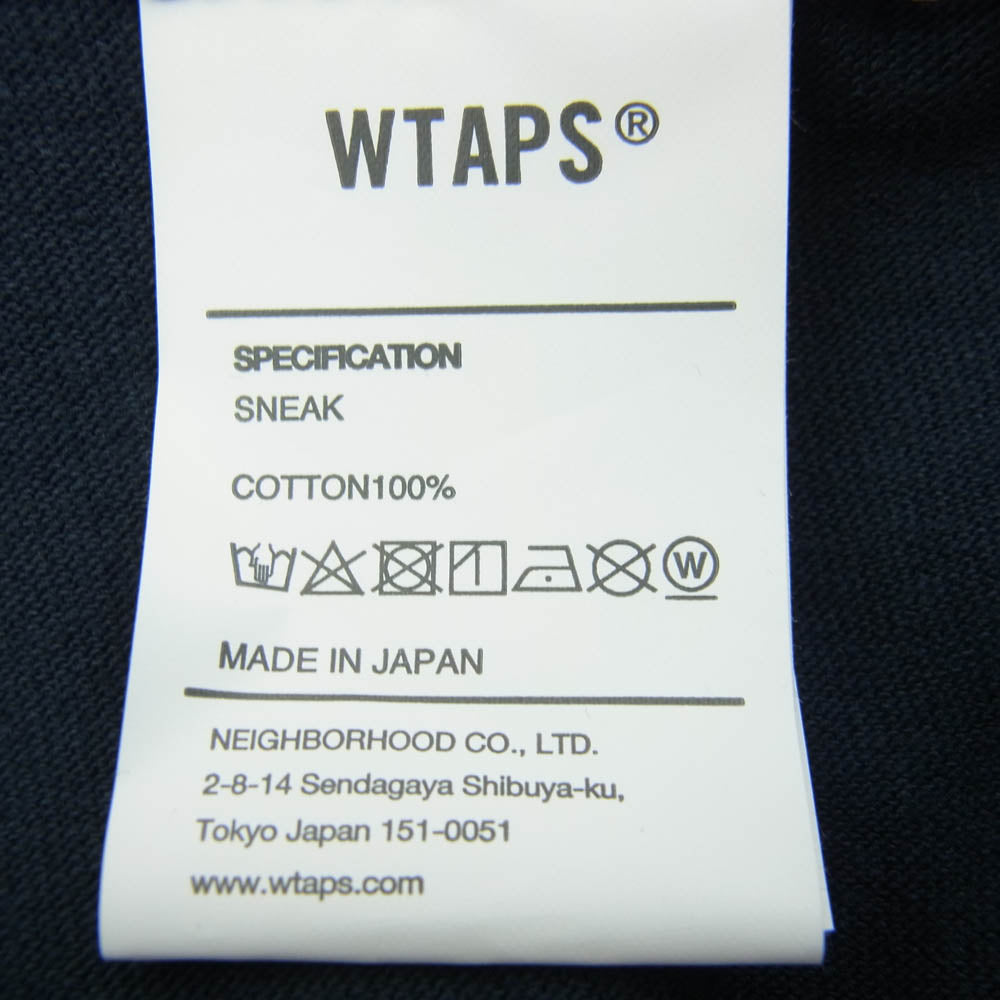 WTAPS®
SPECIFICATION
SNEAK
COTTON100%
W
MADE IN JAPAN
NEIGHBORHOOD CO., LTD.
2-8-14 Sendagaya Shibuya-ku,
Tokyo Japan 151-0051
www.wtaps.com